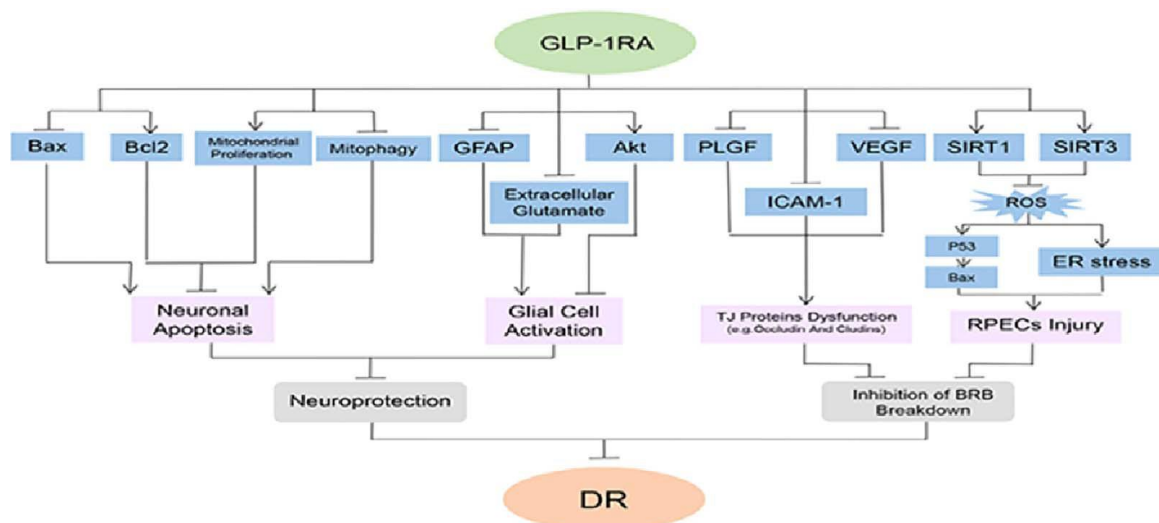 GLP-1RA
Bax
Bcl2
Mitochondrial
Proliferation
Mitophagy
GFAP
Akt
PLGF
VEGF
SIRT1
SIRT3
Extracellular
Glutamate
ICAM-1
ROS
P53
Bax
ER stress
Neuronal
Apoptosis
Glial Cell
Activation
TJ Proteins Dysfunction
(e.g.Occludin And Cludins)
RPECs Injury
Neuroprotection
Inhibition of BRB
Breakdown
DR